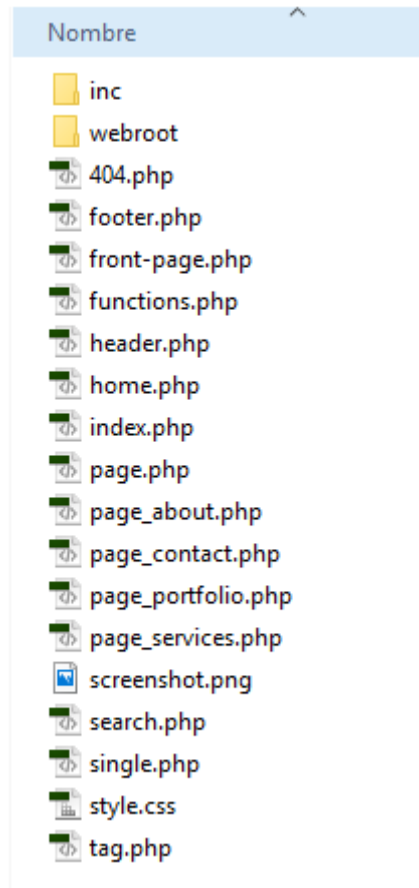 Nombre
inc
webroot
404.php
footer.php
front-page.php
functions.php
header.php
home.php
index.php
page.php
page_about.php
page_contact.php
page_portfolio.php
page_services.php
screenshot.png
search.php
single.php
style.css
tag.php